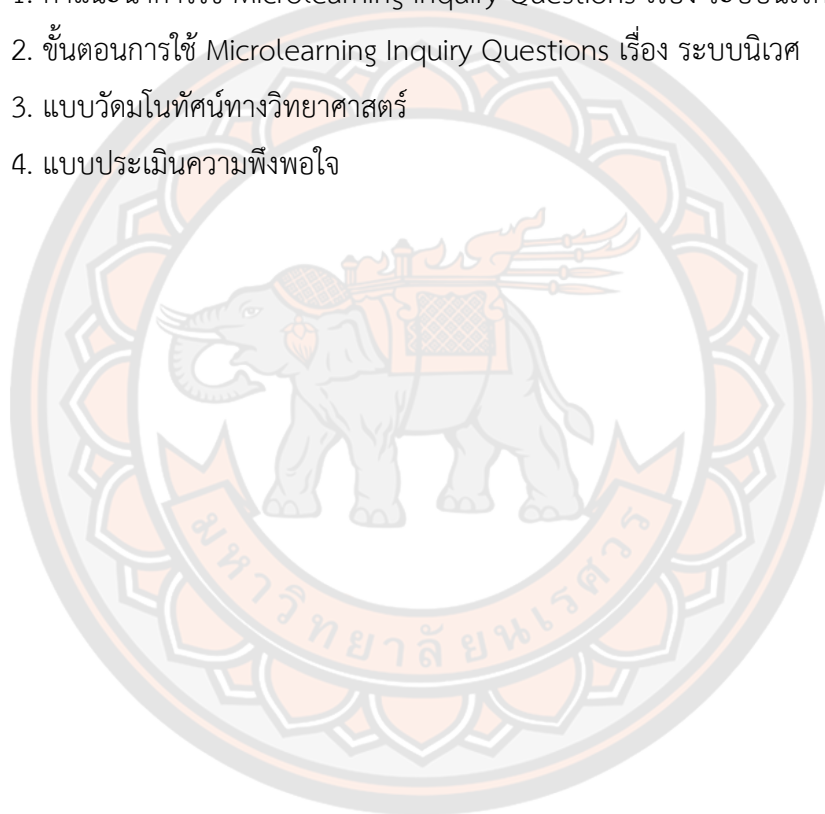 2. ขั้นตอนการใช้ Microlearning Inquiry Questions เรื่อง ระบบนิเวศ
3. แบบวัดมโนทัศน์ทางวิทยาศาสตร์
4. แบบประเมินความพึงพอใจ
มหาวิทยาลัยนเรศวร